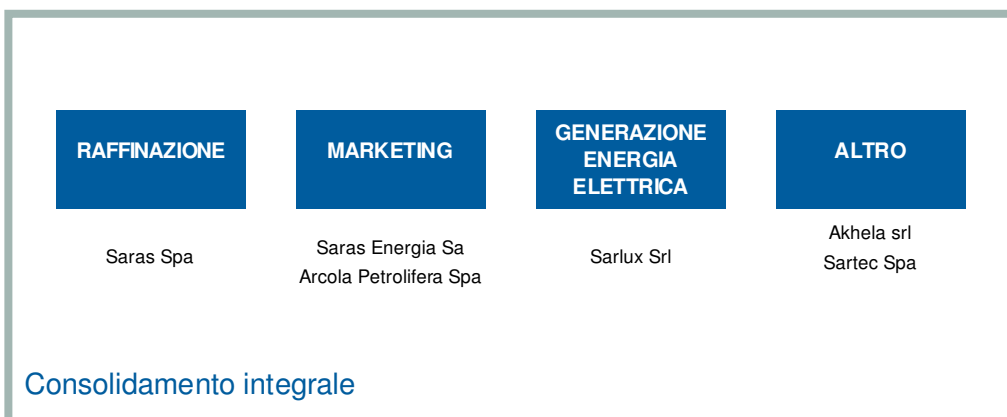 RAFFINAZIONE
Saras Spa
MARKETING
Saras Energia Sa
Arcola Petrolifera Spa
GENERAZIONE
ENERGIA
ELETTRICA
Sarlux Srl
ALTRO
Akhela srl
Sartec Spa
Consolidamento integrale